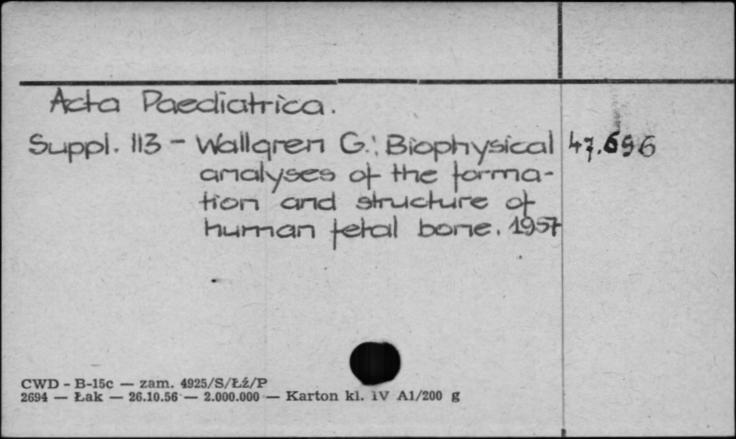 Acta Paediatrica.
Suppl. 113 - Wallgren G.: Biophysical 47.696
analyses of the forma-
tion and structure of
human fetal bone. 1957
CWD - B-15c — zam. 4925/S/Łź/P
2694 — Łak — 26.10.56 — 2.000.000 — Karton kl. IV A1/200 g